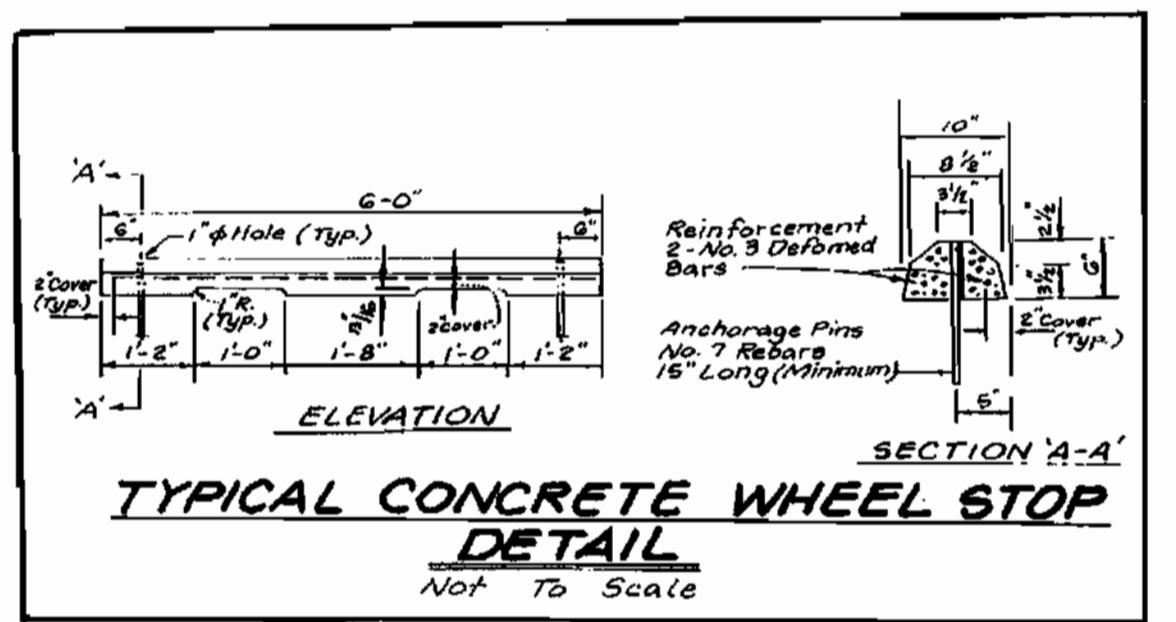 'A'
6-0"
6"
1" φ Hole (Typ.)
6"
2" Cover
(Typ.)
1" R.
(Typ.)
2" cover
1'-2"
1'-0"
1'-8"
1'-0"
1'-2"
'A'
ELEVATION
10"
8 1/2"
3 1/2"
2 1/2"
6"
3 1/2"
Reinforcement
2-No. 3 Defomed
Bars
Anchorage Pins
No. 7 Rebars
15" Long (Minimum)
2" Cover
(Typ.)
5"
SECTION 'A-A'
TYPICAL CONCRETE WHEEL STOP
DETAIL
Not To Scale